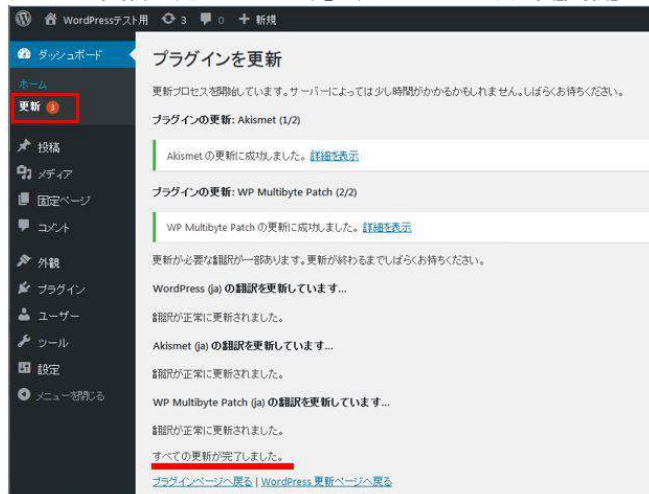 WordPressテスト用 3 0 + 新規
ダッシュボード
ホーム
更新 3
投稿
メディア
固定ページ
コメント
外観
プラグイン
ユーザー
ツール
設定
メニューを閉じる
プラグインを更新
更新プロセスを開始しています。サーバーによっては少し時間がかかるかもしれません。しばらくお待ちください。
プラグインの更新: Akismet (1/2)
Akismet の更新に成功しました。詳細を表示
プラグインの更新: WP Multibyte Patch (2/2)
WP Multibyte Patch の更新に成功しました。詳細を表示
更新が必要な翻訳が一部あります。更新が終わるまでしばらくお待ちください。
WordPress (ja) の翻訳を更新しています…
翻訳が正常に更新されました。
Akismet (ja) の翻訳を更新しています…
翻訳が正常に更新されました。
WP Multibyte Patch (ja) の翻訳を更新しています…
翻訳が正常に更新されました。
すべての更新が完了しました。
プラグインページへ戻る | WordPress 更新ページへ戻る